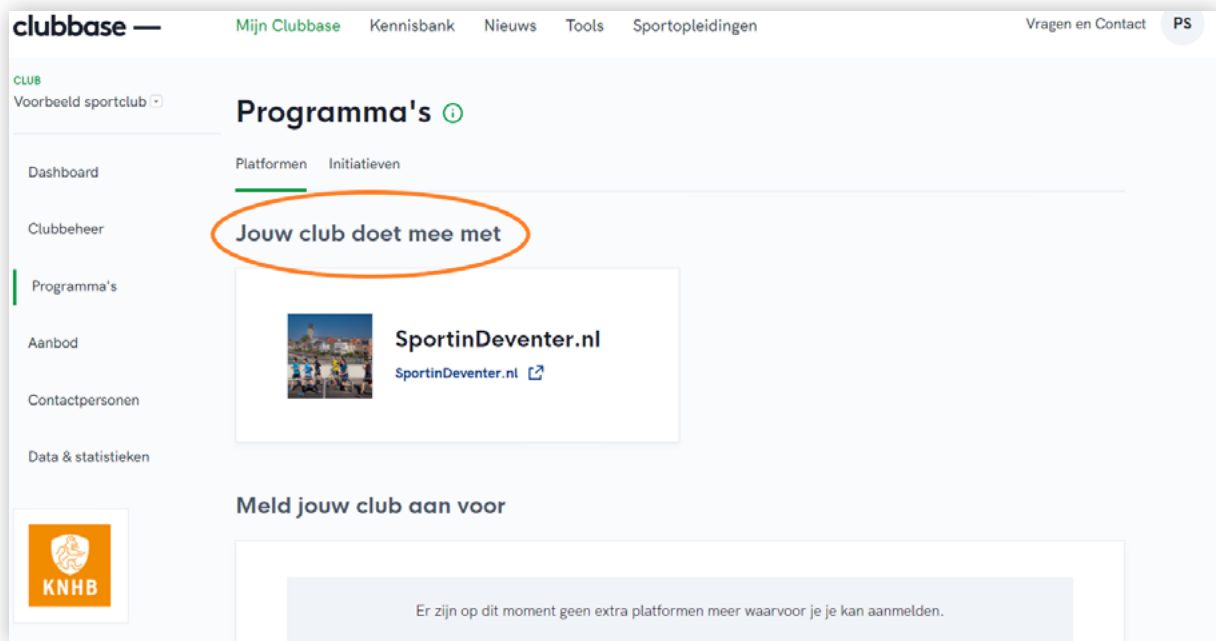 clubbase —
Mijn Clubbase Kennisbank Nieuws Tools Sportopleidingen
Vragen en Contact PS
CLUB
Voorbeeld sportclub
Dashboard
Clubbeheer
Programma's
Aanbod
Contactpersonen
Data & statistieken
KNHB
Programma's
Platformen Initiatieven
Jouw club doet mee met
SportinDeventer.nl
SportinDeventer.nl
Meld jouw club aan voor
Er zijn op dit moment geen extra platformen meer waarvoor je je kan aanmelden.